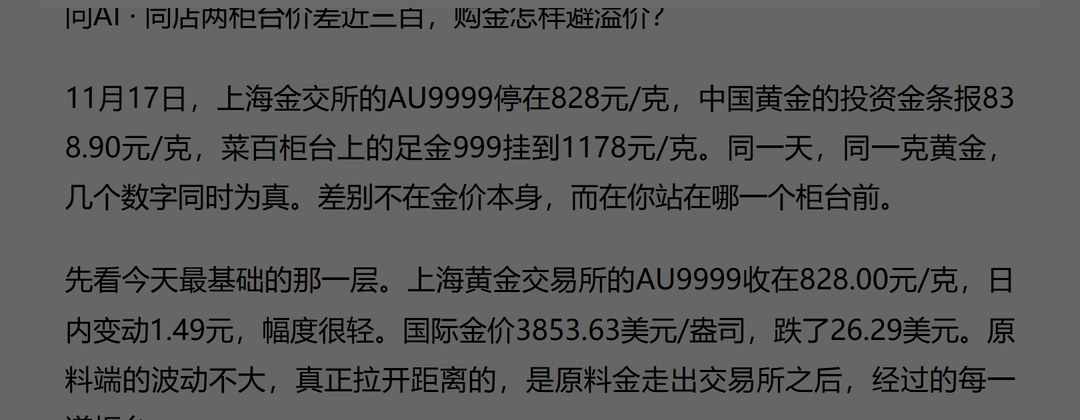 问AI · 同店两柜台价差近三百，购金怎样避溢价？
11月17日，上海金交所的AU9999停在828元/克，中国黄金的投资金条报83
8.90元/克，菜百柜台上的足金999挂到1178元/克。同一天，同一克黄金，
几个数字同时为真。差别不在金价本身，而在你站在哪一个柜台前。
先看今天最基础的那一层。上海黄金交易所的AU9999收在828.00元/克，日
内变动1.49元，幅度很轻。国际金价3853.63美元/盎司，跌了26.29美元。原
料端的波动不大，真正拉开距离的，是原料金走出交易所之后，经过的每一